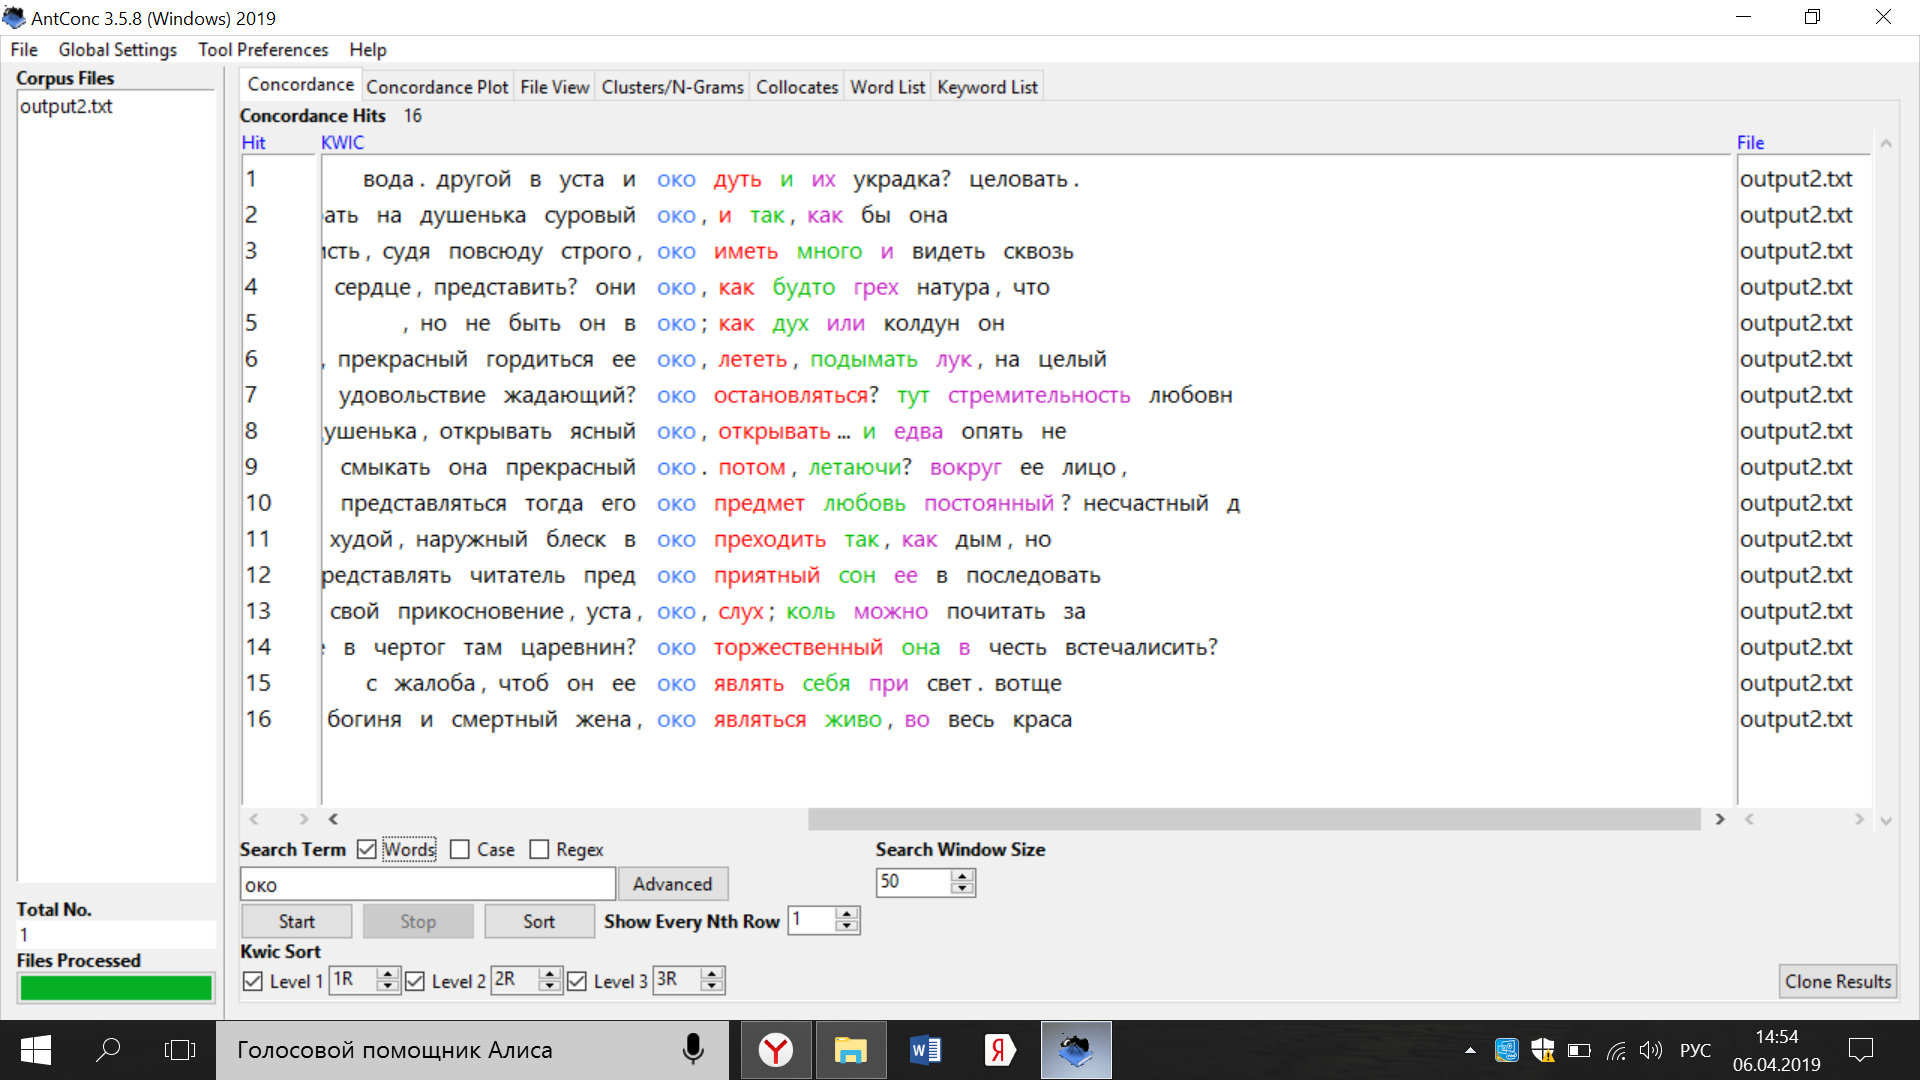 AntConc 3.5.8 (Windows) 2019
File Global Settings Tool Preferences Help
Corpus Files
output2.txt
Concordance Concordance Plot File View Clusters/N-Grams Collocates Word List Keyword List
Concordance Hits 16
Hit KWIC File
1 вода. другой в уста и око дуть и их украдка? целовать. output2.txt
2 ать на душенька суровый око, и так, как бы она output2.txt
3 исть, судя повсюду строго, око иметь много и видеть сквозь output2.txt
4 сердце, представить? они око, как будто грех натура, что output2.txt
5 , но не быть он в око; как дух или колдун он output2.txt
6 , прекрасный гордиться ее око, лететь, подымать лук, на целый output2.txt
7 удовольствие жадающий? око остановляться? тут стремительность любовн output2.txt
8 ушенька, открывать ясный око, открывать... и едва опять не output2.txt
9 смыкать она прекрасный око. потом, летаючи? вокруг ее лицо, output2.txt
10 представляться тогда его око предмет любовь постоянный? несчастный д output2.txt
11 худой, наружный блеск в око преходить так, как дым, но output2.txt
12 редставлять читатель пред око приятный сон ее в последовать output2.txt
13 свой прикосновение, уста, око, слух; коль можно почитать за output2.txt
14 е в чертог там царевнин? око торжественный она в честь встечалисить? output2.txt
15 с жалоба, чтоб он ее око являть себя при свет. вотще output2.txt
16 богиня и смертный жена, око являться живо, во весь краса output2.txt
Search Term Words Case Regex Search Window Size
око Advanced 50
Total No.
1
Start Stop Sort Show Every Nth Row 1
Files Processed
Kwic Sort
Level 1 1R Level 2 2R Level 3 3R Clone Results
Голосовой помощник Алиса
РУС 14:54
06.04.2019